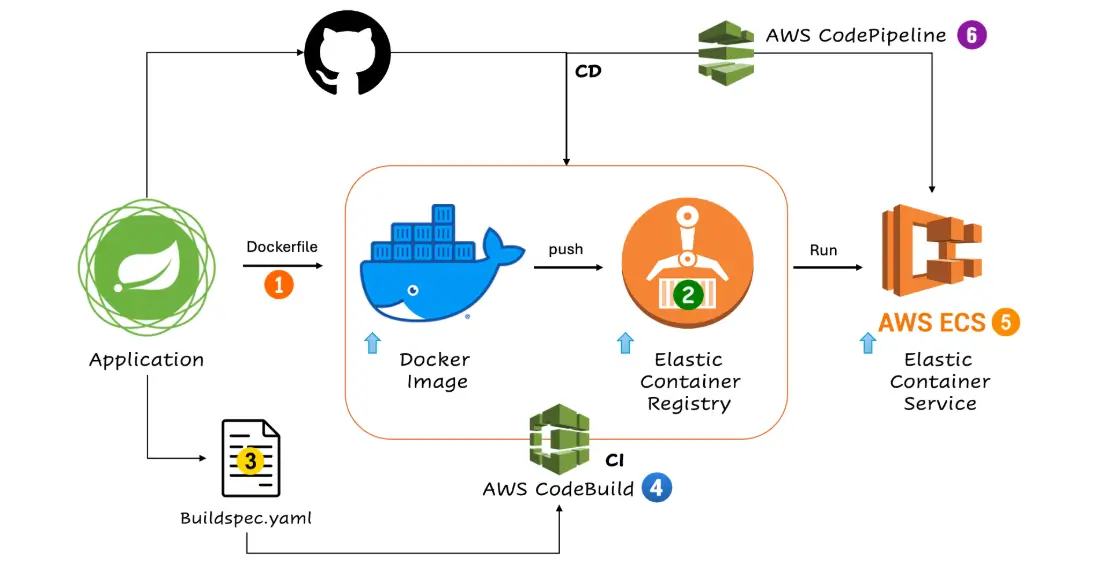 AWS CodePipeline 6
CD
Dockerfile
1
push
2
Run
AWS ECS 5
Application
Docker
Image
Elastic
Container
Registry
Elastic
Container
Service
3
CI
AWS CodeBuild 4
Buildspec.yaml